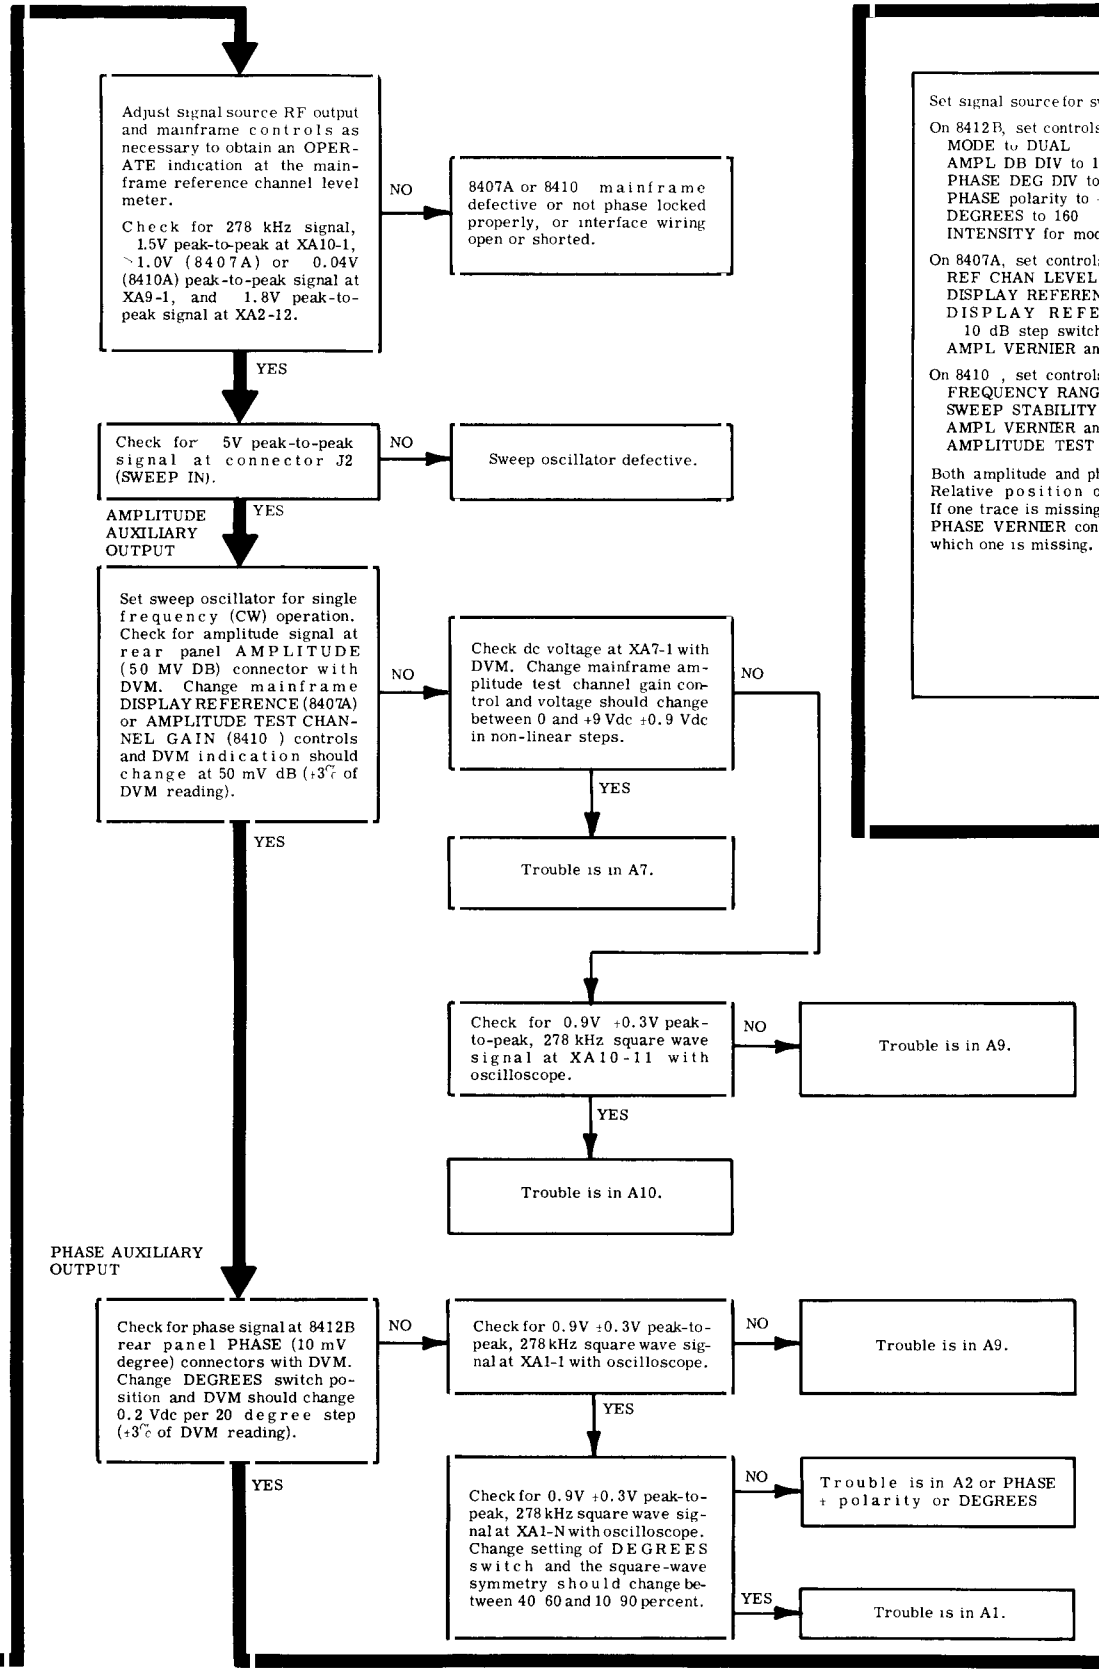 Adjust signal source RF output
and mainframe controls as
necessary to obtain an OPER-
ATE indication at the main-
frame reference channel level
meter.
Check for 278 kHz signal,
1.5V peak-to-peak at XA10-1,
>1.0V (8407A) or 0.04V
(8410A) peak-to-peak signal at
XA9-1, and 1.8V peak-to-
peak signal at XA2-12.
NO
8407A or 8410 mainframe
defective or not phase locked
properly, or interface wiring
open or shorted.
YES
Check for 5V peak-to-peak
signal at connector J2
(SWEEP IN).
NO
Sweep oscillator defective.
YES
AMPLITUDE
AUXILIARY
OUTPUT
Set sweep oscillator for single
frequency (CW) operation.
Check for amplitude signal at
rear panel AMPLITUDE
(50 MV DB) connector with
DVM. Change mainframe
DISPLAY REFERENCE (8407A)
or AMPLITUDE TEST CHAN-
NEL GAIN (8410 ) controls
and DVM indication should
change at 50 mV dB (±3% of
DVM reading).
NO
Check dc voltage at XA7-1 with
DVM. Change mainframe am-
plitude test channel gain con-
trol and voltage should change
between 0 and +9 Vdc ±0.9 Vdc
in non-linear steps.
NO
YES
Trouble is in A7.
YES
Check for 0.9V ±0.3V peak-
to-peak, 278 kHz square wave
signal at XA10-11 with
oscilloscope.
NO
Trouble is in A9.
YES
Trouble is in A10.
PHASE AUXILIARY
OUTPUT
Check for phase signal at 8412B
rear panel PHASE (10 mV
degree) connectors with DVM.
Change DEGREES switch po-
sition and DVM should change
0.2 Vdc per 20 degree step
(±3% of DVM reading).
NO
Check for 0.9V ±0.3V peak-to-
peak, 278 kHz square wave sig-
nal at XA1-1 with oscilloscope.
NO
Trouble is in A9.
YES
YES
Check for 0.9V ±0.3V peak-to-
peak, 278 kHz square wave sig-
nal at XA1-N with oscilloscope.
Change setting of DEGREES
switch and the square-wave
symmetry should change be-
tween 40 60 and 10 90 percent.
NO
Trouble is in A2 or PHASE
± polarity or DEGREES
YES
Trouble is in A1.
Set signal source for s
On 8412B, set controls
MODE to DUAL
AMPL DB DIV to 1
PHASE DEG DIV to
PHASE polarity to
DEGREES to 160
INTENSITY for mod
On 8407A, set controls
REF CHAN LEVEL
DISPLAY REFEREN
DISPLAY REFE
10 dB step switch
AMPL VERNIER an
On 8410 , set controls
FREQUENCY RANG
SWEEP STABILITY
AMPL VERNIER an
AMPLITUDE TEST
Both amplitude and ph
Relative position o
If one trace is missing
PHASE VERNIER con
which one is missing.